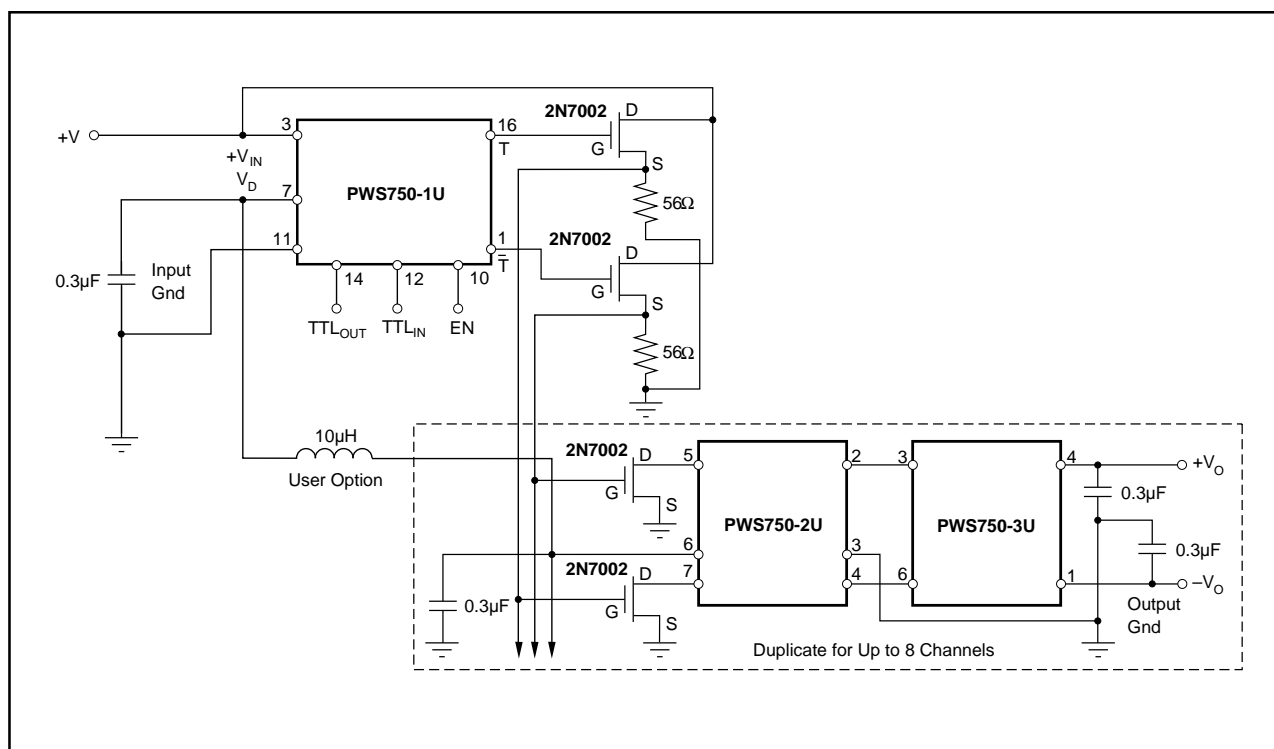 2N7002
D
G
S
+V
3
16
T
+V_IN
V_D
7
PWS750-1U
56Ω
2N7002
11
1
T̅
D
G
S
0.3µF
Input
Gnd
14
12
10
TTL_OUT
TTL_IN
EN
56Ω
10µH
User Option
2N7002
D
G
S
5
2
3
4
+V_O
0.3µF
PWS750-2U
PWS750-3U
6
3
0.3µF
2N7002
D
G
S
7
4
6
1
–V_O
0.3µF
Output
Gnd
Duplicate for Up to 8 Channels